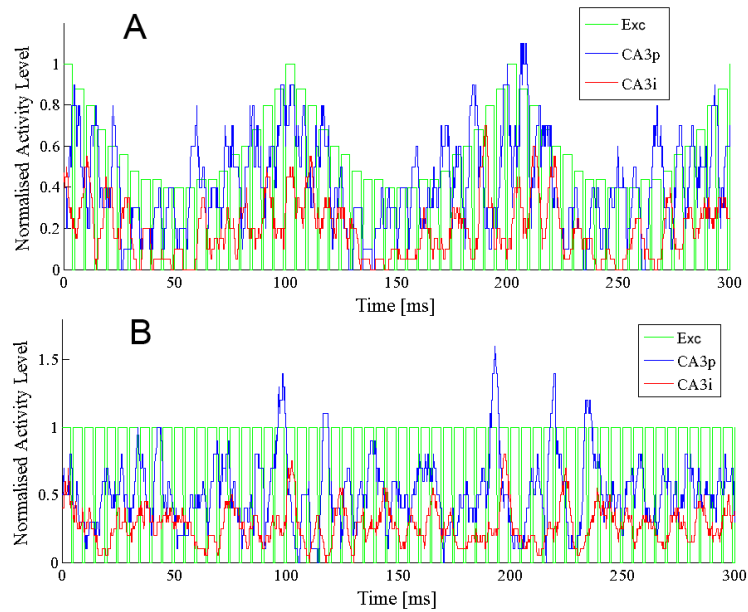 A
Exc
CA3p
CA3i
Normalised Activity Level
1
0.8
0.6
0.4
0.2
0
0
50
100
150
200
250
300
Time [ms]
B
Exc
CA3p
CA3i
Normalised Activity Level
1.5
1
0.5
0
0
50
100
150
200
250
300
Time [ms]